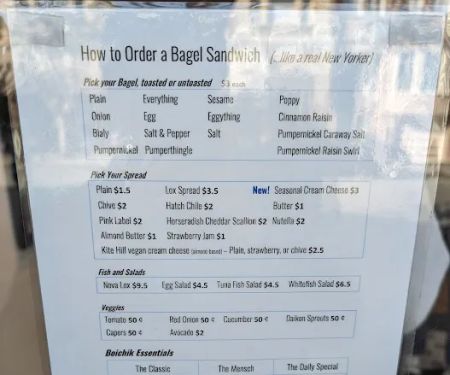 How to Order a Bagel Sandwich (...like a real New Yorker)
Pick your Bagel, toasted or untoasted $3 each
Plain Everything Sesame Poppy
Onion Egg Eggything Cinnamon Raisin
Bialy Salt & Pepper Salt Pumpernickel Caraway Salt
Pumpernickel Pumperthingle Pumpernickel Raisin Swirl
Pick Your Spread
Plain $1.5 Lox Spread $3.5 New! Seasonal Cream Cheese $3
Chive $2 Hatch Chile $2 Butter $1
Pink Label $2 Horseradish Cheddar Scallion $2 Nutella $2
Almond Butter $1 Strawberry Jam $1
Kite Hill vegan cream cheese (almond based) – Plain, strawberry, or chive $2.5
Fish and Salads
Nova Lox $9.5 Egg Salad $4.5 Tuna Fish Salad $4.5 Whitefish Salad $6.5
Veggies
Tomato 50 ¢ Red Onion 50 ¢ Cucumber 50 ¢ Daikon Sprouts 50 ¢
Capers 50 ¢ Avocado $2
Boichik Essentials
The Classic The Mensch The Daily Special